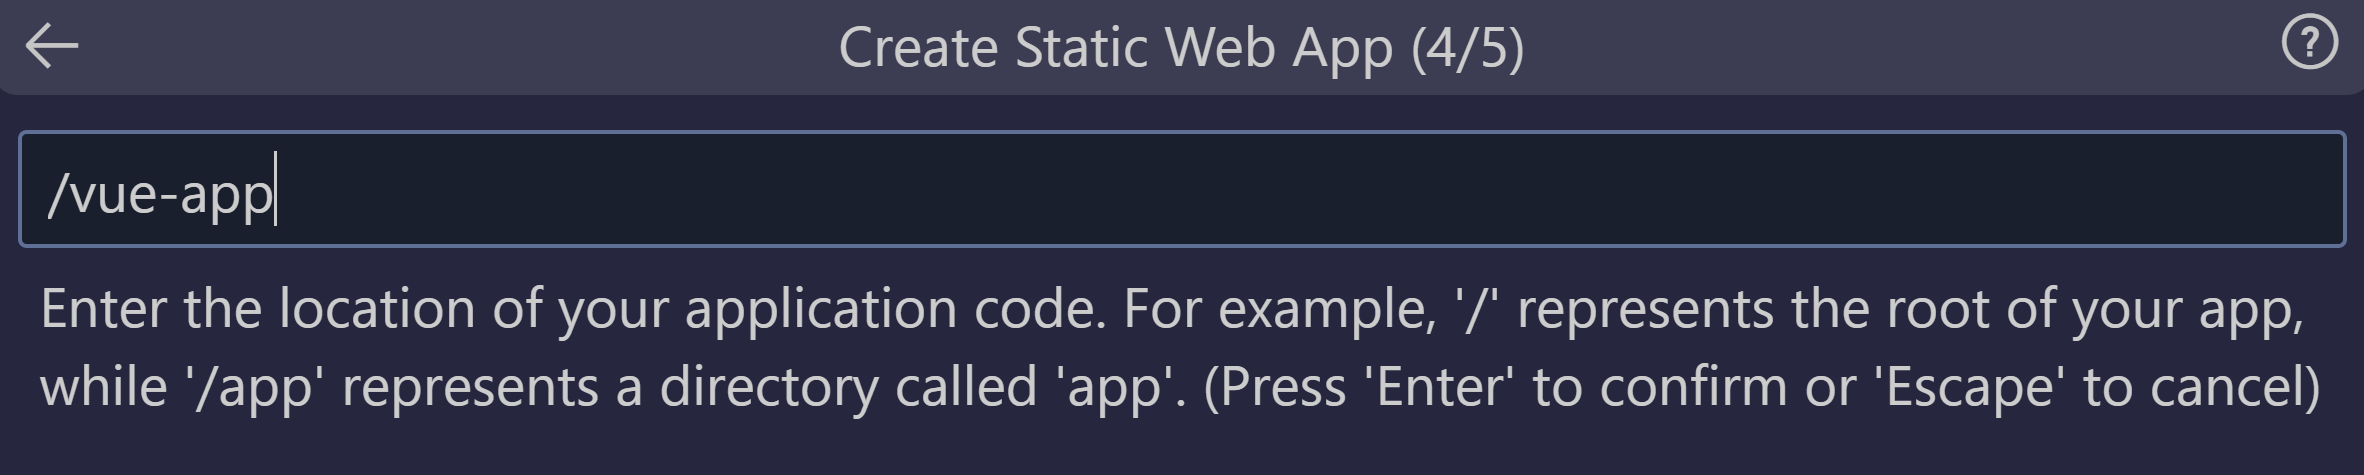 Create Static Web App (4/5)
?
/vue-app
Enter the location of your application code. For example, '/' represents the root of your app,
while '/app' represents a directory called 'app'. (Press 'Enter' to confirm or 'Escape' to cancel)